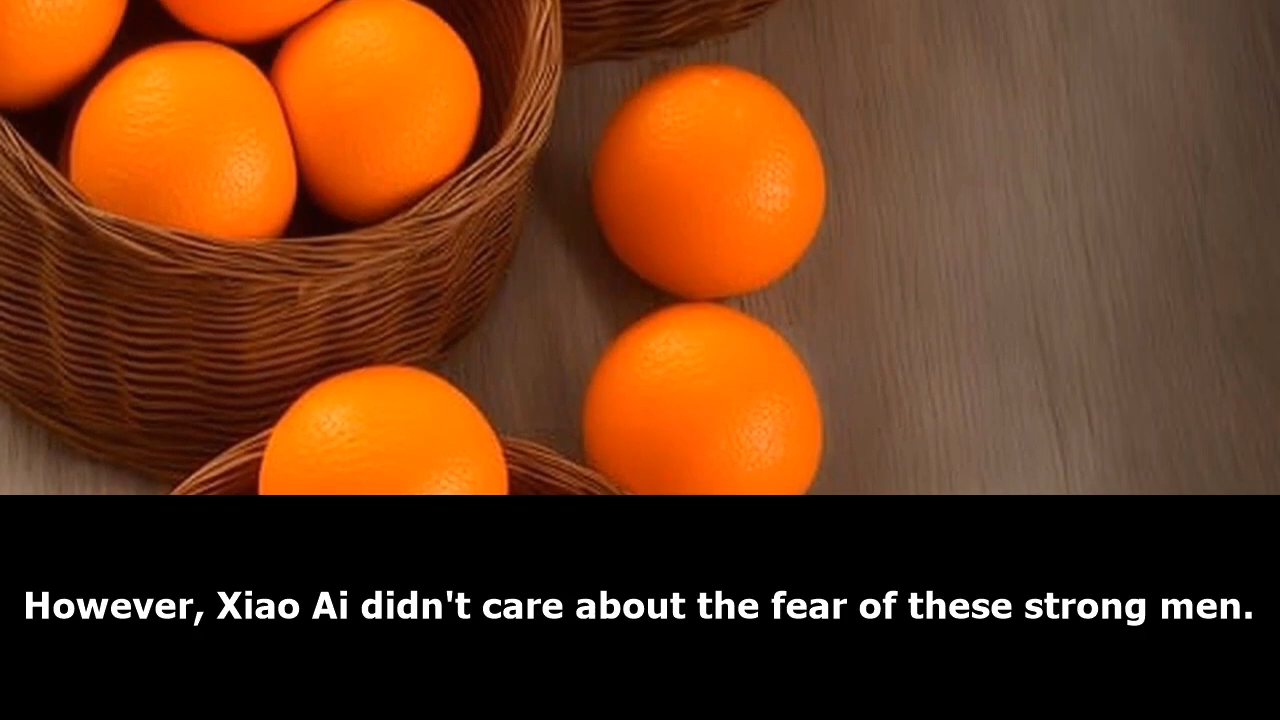 However, Xiao Ai didn't care about the fear of these strong men.